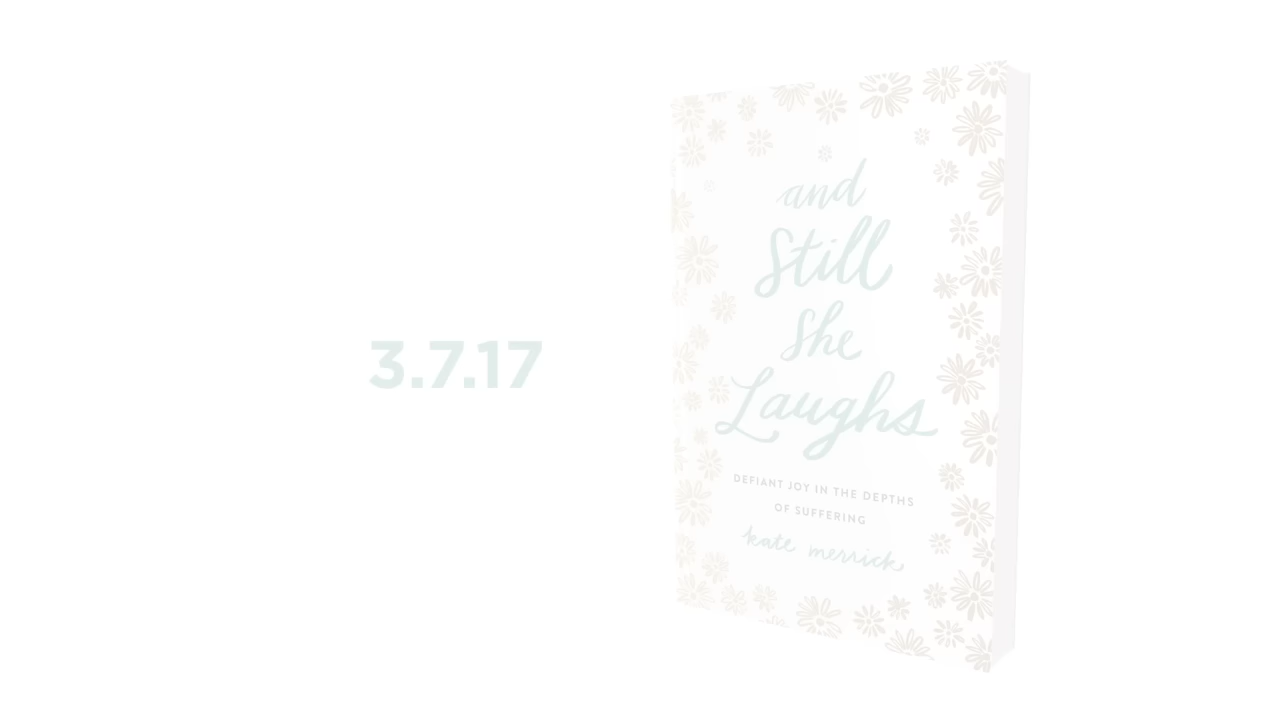 3.7.17
and
Still
She
Laughs
DEFIANT JOY IN THE DEPTHS
OF SUFFERING
kate merrick